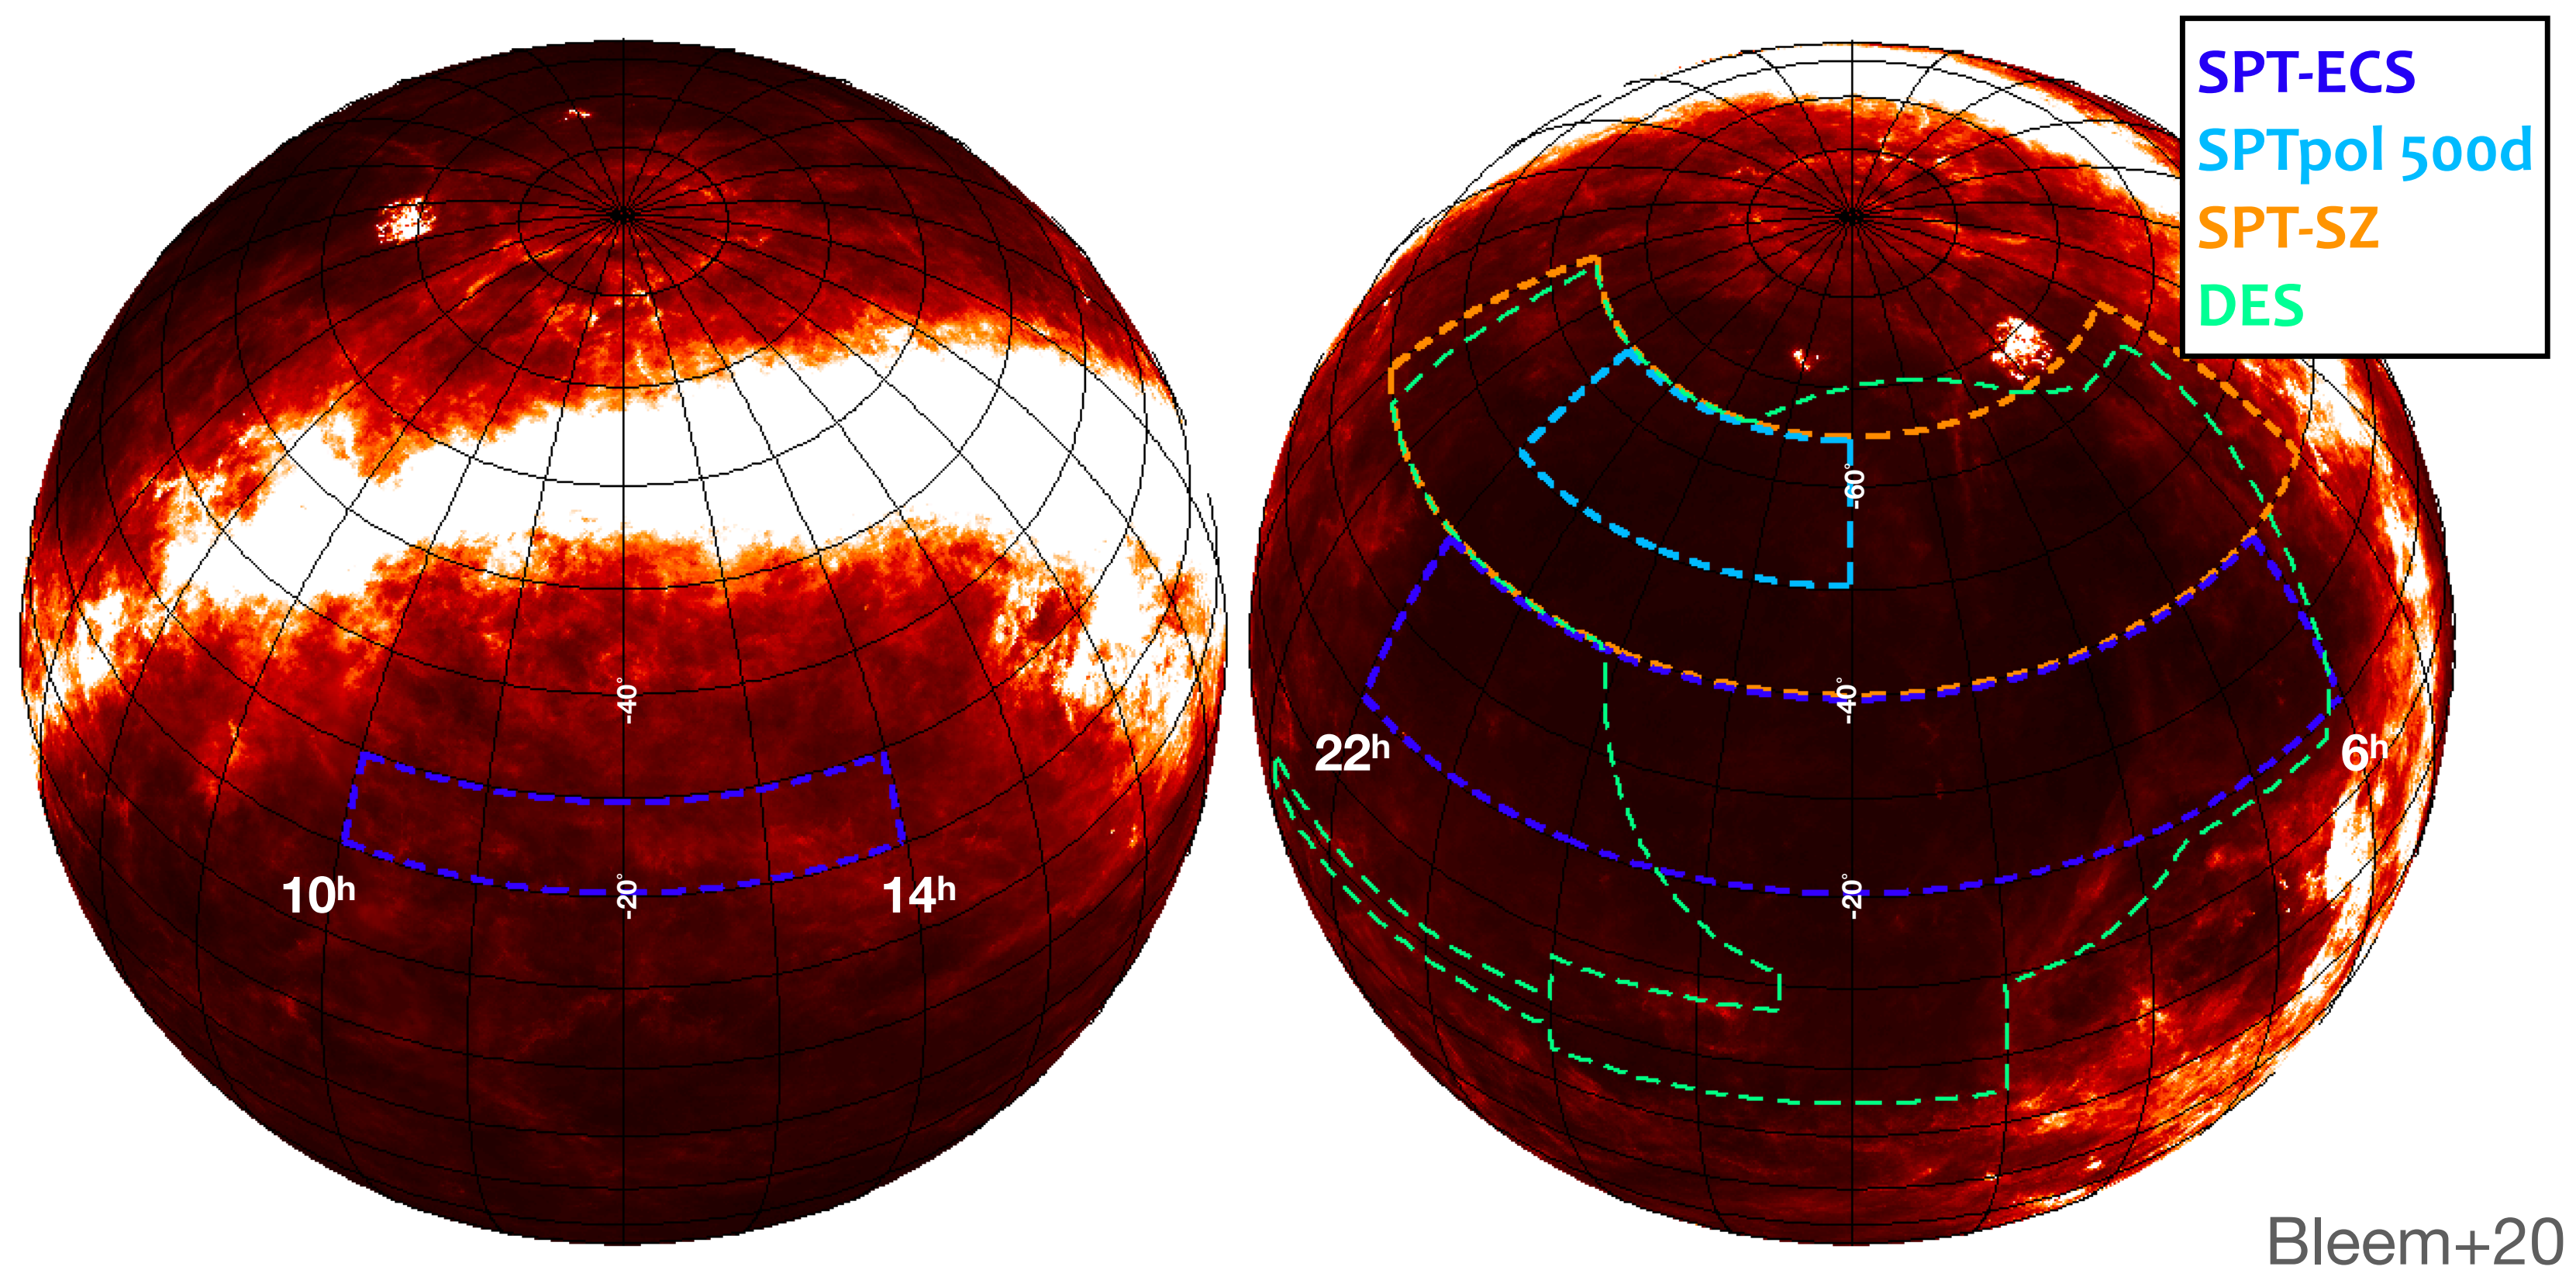 SPT-ECS
SPTpol 500d
SPT-SZ
DES
-40°
-20°
10h
14h
-60°
-40°
-20°
22h
6h
Bleem+20